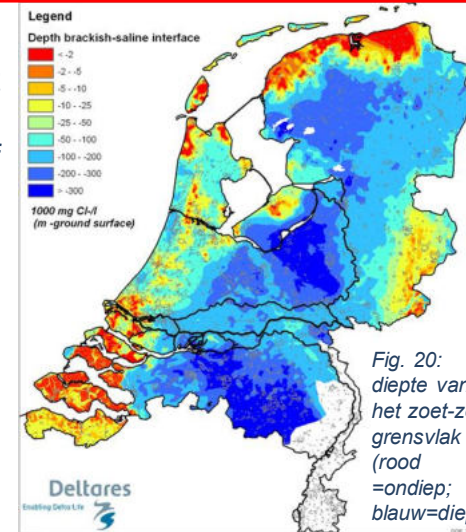 Legend
Depth brackish-saline interface
< -2
-2 - -5
-5 - -10
-10 - -25
-25 - -50
-50 - -100
-100 - -200
-200 - -300
> -300
1000 mg Cl-/l
(m -ground surface)
Fig. 20:
diepte van
het zoet-zo
grensvlak
(rood
=ondiep;
blauw=diep
Deltares
Enabling Delta Life